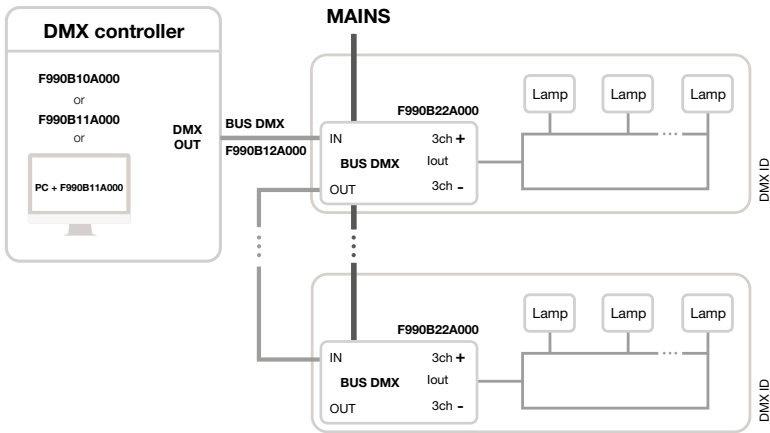 MAINS
DMX controller
F990B10A000
or
F990B11A000
or
PC + F990B11A000
DMX
OUT
BUS DMX
F990B12A000
F990B22A000
IN
3ch +
BUS DMX
Iout
OUT
3ch -
Lamp
Lamp
Lamp
DMX ID
F990B22A000
IN
3ch +
BUS DMX
Iout
OUT
3ch -
Lamp
Lamp
Lamp
DMX ID